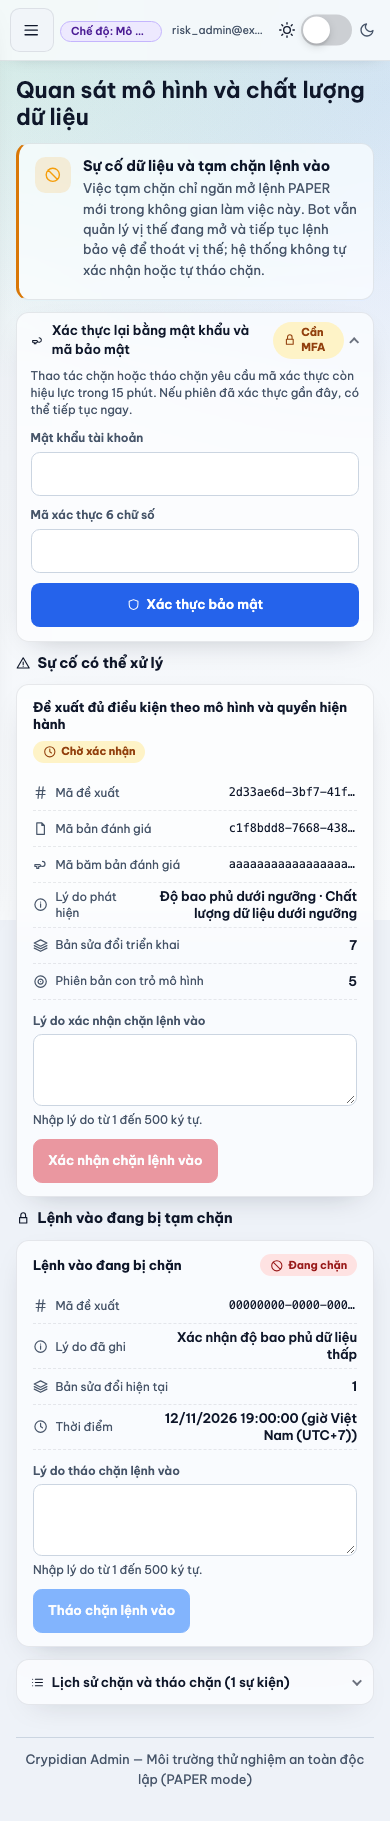 Chế độ: Mô ...
risk_admin@ex...
Quan sát mô hình và chất lượng
dữ liệu
Sự cố dữ liệu và tạm chặn lệnh vào
Việc tạm chặn chỉ ngăn mở lệnh PAPER
mới trong không gian làm việc này. Bot vẫn
quản lý vị thế đang mở và tiếp tục lệnh
bảo vệ để thoát vị thế; hệ thống không tự
xác nhận hoặc tự tháo chặn.
Xác thực lại bằng mật khẩu và
mã bảo mật
Cần
MFA
Thao tác chặn hoặc tháo chặn yêu cầu mã xác thực còn
hiệu lực trong 15 phút. Nếu phiên đã xác thực gần đây, có
thể tiếp tục ngay.
Mật khẩu tài khoản
Mã xác thực 6 chữ số
Xác thực bảo mật
Sự cố có thể xử lý
Đề xuất đủ điều kiện theo mô hình và quyền hiện
hành
Chờ xác nhận
Mã đề xuất 2d33ae6d-3bf7-41f…
Mã bản đánh giá c1f8bdd8-7668-438…
Mã băm bản đánh giá aaaaaaaaaaaaaaaaa…
Lý do phát
hiện
Độ bao phủ dưới ngưỡng · Chất
lượng dữ liệu dưới ngưỡng
Bản sửa đổi triển khai 7
Phiên bản con trỏ mô hình 5
Lý do xác nhận chặn lệnh vào
Nhập lý do từ 1 đến 500 ký tự.
Xác nhận chặn lệnh vào
Lệnh vào đang bị tạm chặn
Lệnh vào đang bị chặn
Đang chặn
Mã đề xuất 00000000-0000-000…
Lý do đã ghi
Xác nhận độ bao phủ dữ liệu
thấp
Bản sửa đổi hiện tại 1
Thời điểm
12/11/2026 19:00:00 (giờ Việt
Nam (UTC+7))
Lý do tháo chặn lệnh vào
Nhập lý do từ 1 đến 500 ký tự.
Tháo chặn lệnh vào
Lịch sử chặn và tháo chặn (1 sự kiện)
Crypidian Admin — Môi trường thử nghiệm an toàn độc
lập (PAPER mode)